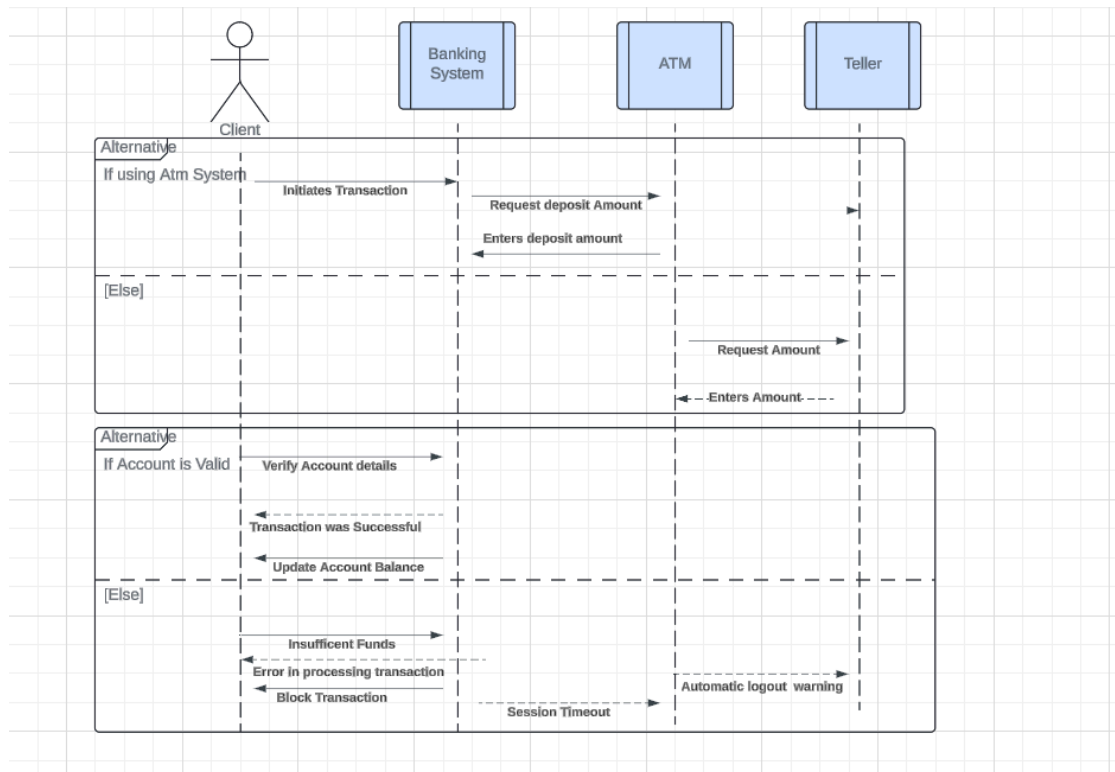 Banking
System
ATM
Teller
Client
Alternative
If using Atm System
Initiates Transaction
Request deposit Amount
Enters deposit amount
[Else]
Request Amount
Enters Amount
Alternative
If Account is Valid
Verify Account details
Transaction was Successful
Update Account Balance
[Else]
Insufficent Funds
Error in processing transaction
Automatic logout warning
Block Transaction
Session Timeout